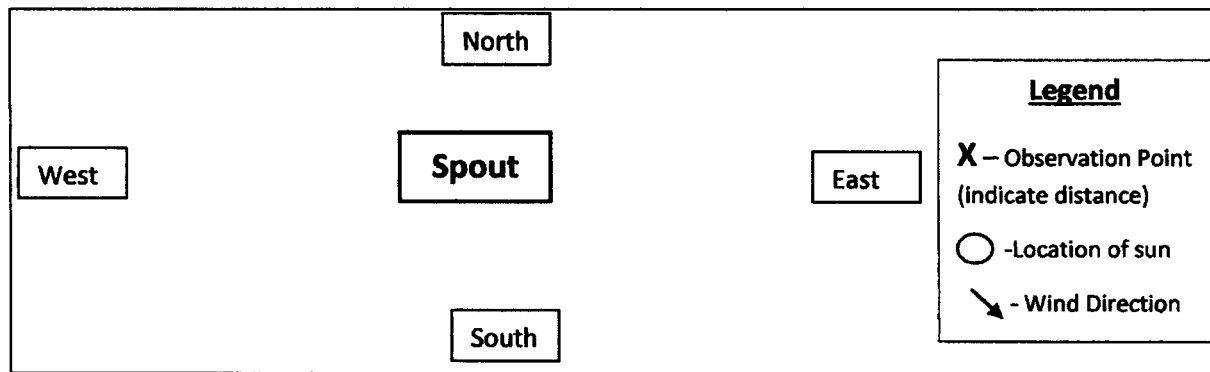 North
West
Spout
East
South
Legend
X – Observation Point
(indicate distance)
-Location of sun
- Wind Direction